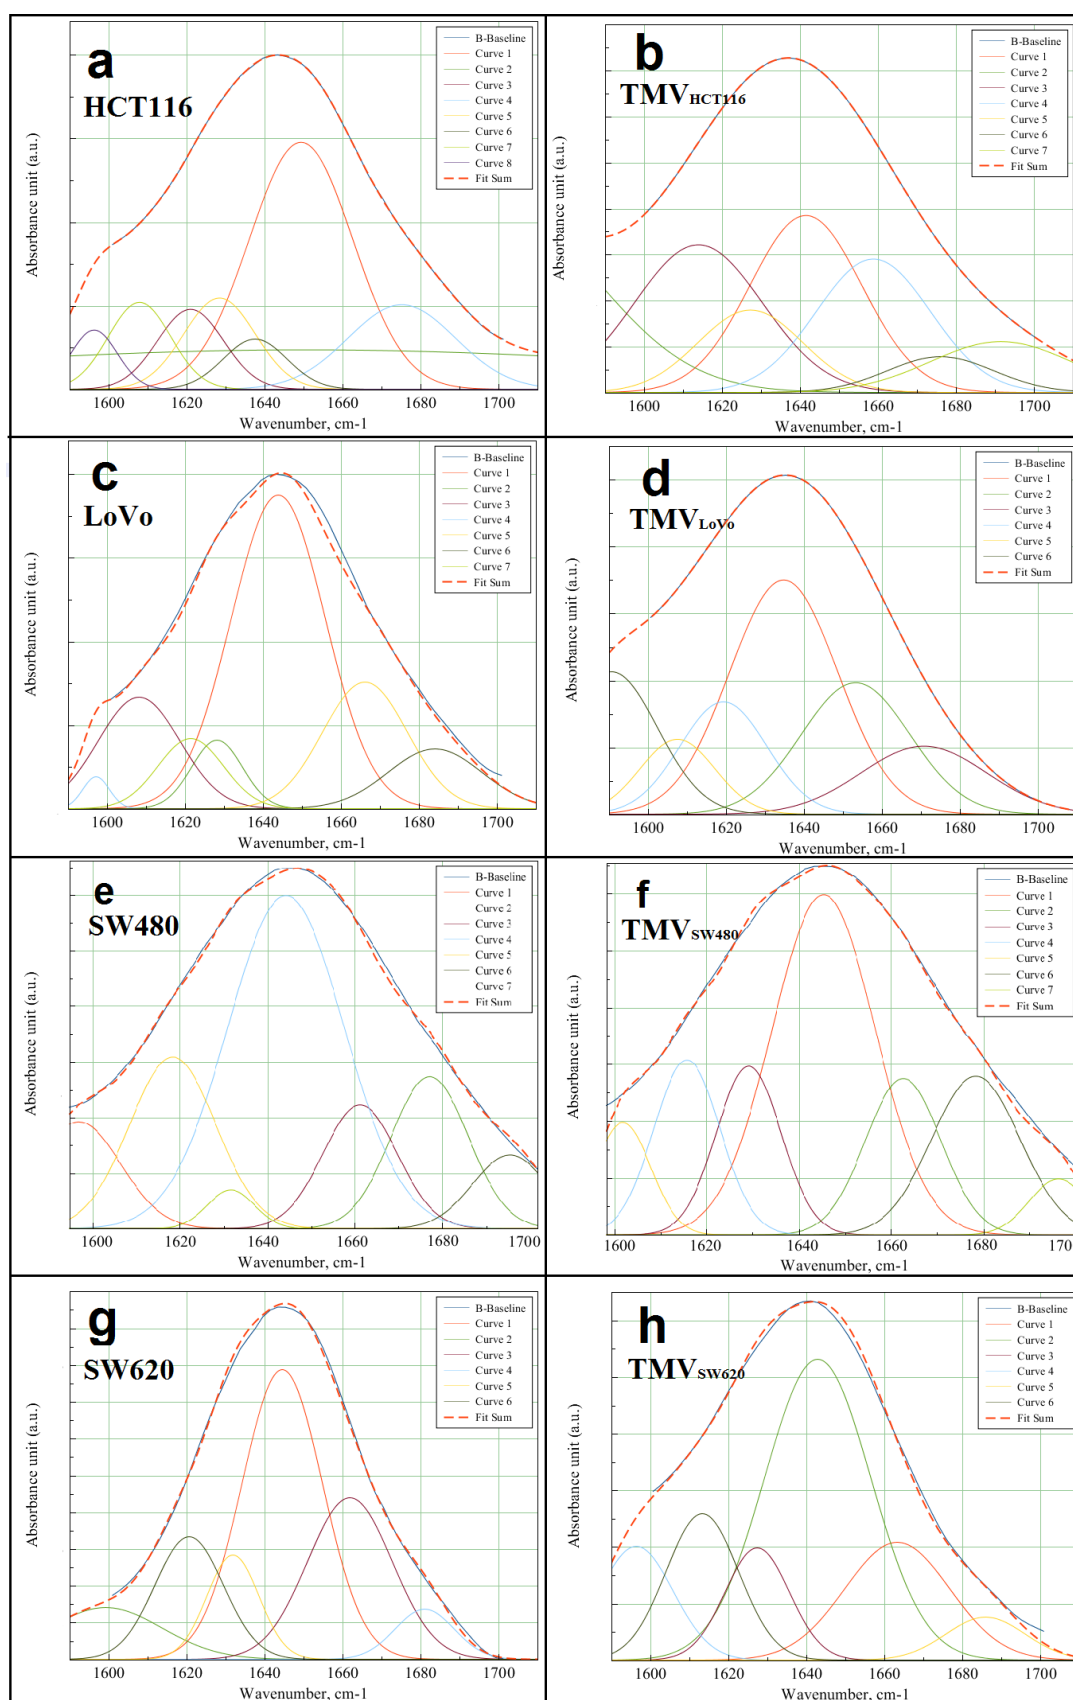 a
HCT116
B-Baseline
Curve 1
Curve 2
Curve 3
Curve 4
Curve 5
Curve 6
Curve 7
Curve 8
Fit Sum
Absorbance unit (a.u.)
1600 1620 1640 1660 1680 1700
Wavenumber, cm-1
b
TMVHCT116
B-Baseline
Curve 1
Curve 2
Curve 3
Curve 4
Curve 5
Curve 6
Curve 7
Fit Sum
Absorbance unit (a.u.)
1600 1620 1640 1660 1680 1700
Wavenumber, cm-1
c
LoVo
B-Baseline
Curve 1
Curve 2
Curve 3
Curve 4
Curve 5
Curve 6
Curve 7
Fit Sum
Absorbance unit (a.u.)
1600 1620 1640 1660 1680 1700
Wavenumber, cm-1
d
TMVLoVo
B-Baseline
Curve 1
Curve 2
Curve 3
Curve 4
Curve 5
Curve 6
Fit Sum
Absorbance unit (a.u.)
1600 1620 1640 1660 1680 1700
Wavenumber, cm-1
e
SW480
B-Baseline
Curve 1
Curve 2
Curve 3
Curve 4
Curve 5
Curve 6
Curve 7
Fit Sum
Absorbance unit (a.u.)
1600 1620 1640 1660 1680 1700
Wavenumber, cm-1
f
TMVSW480
B-Baseline
Curve 1
Curve 2
Curve 3
Curve 4
Curve 5
Curve 6
Curve 7
Fit Sum
Absorbance unit (a.u.)
1600 1620 1640 1660 1680 1700
Wavenumber, cm-1
g
SW620
B-Baseline
Curve 1
Curve 2
Curve 3
Curve 4
Curve 5
Curve 6
Fit Sum
Absorbance unit (a.u.)
1600 1620 1640 1660 1680 1700
Wavenumber, cm-1
h
TMVSW620
B-Baseline
Curve 1
Curve 2
Curve 3
Curve 4
Curve 5
Curve 6
Fit Sum
Absorbance unit (a.u.)
1600 1620 1640 1660 1680 1700
Wavenumber, cm-1